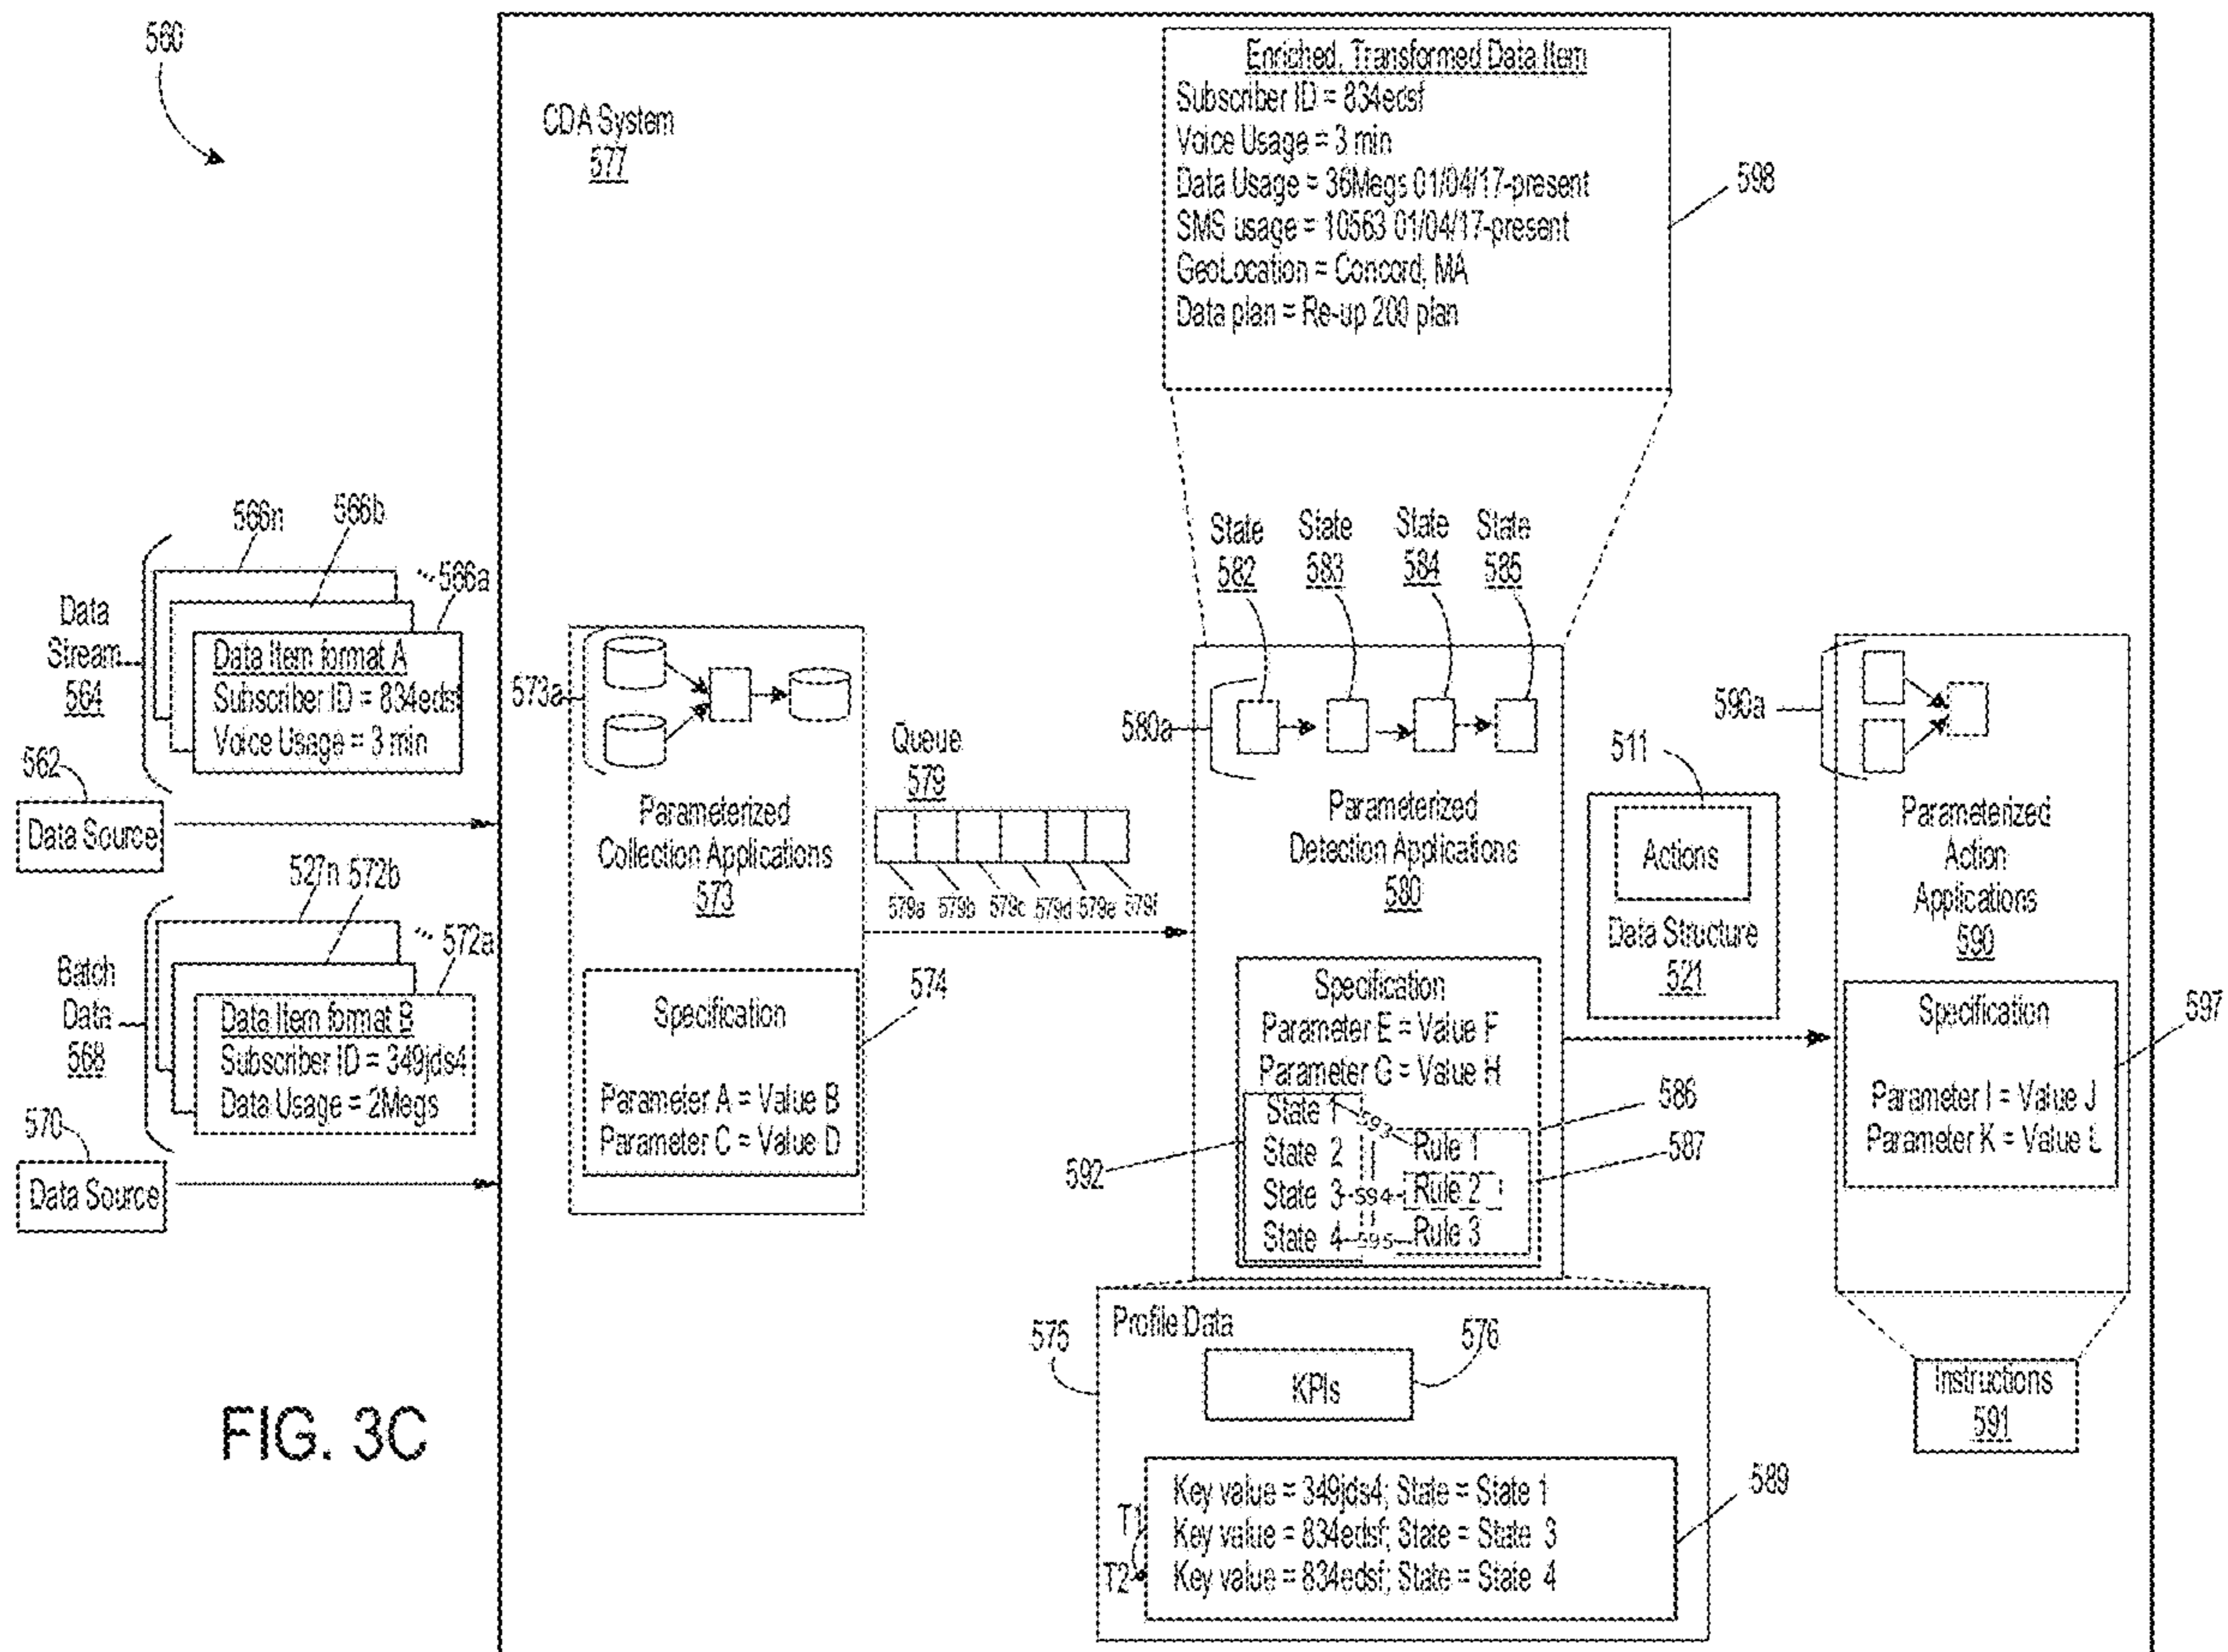 560
CDA System
577
Enriched, Transformed Data Item
Subscriber ID = 834edsf
Voice Usage = 3 min
Data Usage = 36Megs 01/04/17-present
SMS usage = 10563 01/04/17-present
GeoLocation = Concord, MA
Data plan = Re-up 200 plan
598
566n
566b
566a
Data
Stream
564
Data Item format A
Subscriber ID = 834edsf
Voice Usage = 3 min
562
Data Source
527n
572b
572a
Batch
Data
568
Data Item format B
Subscriber ID = 349jds4
Data Usage = 2Megs
570
Data Source
573a
Parameterized
Collection Applications
573
Specification
Parameter A = Value B
Parameter C = Value D
574
Queue
579
579a
579b
579c
579d
579e
579f
State
582
State
583
State
584
State
585
580a
Parameterized
Detection Applications
580
Specification
Parameter E = Value F
Parameter G = Value H
State 1
State 2
State 3
State 4
593
594
595
Rule 1
Rule 2
Rule 3
592
586
587
511
Actions
Data Structure
521
590a
Parameterized
Action
Applications
590
Specification
Parameter I = Value J
Parameter K = Value L
597
Instructions
591
575
Profile Data
576
KPIs
589
T1
T2
Key value = 349jds4; State = State 1
Key value = 834edsf; State = State 3
Key value = 834edsf; State = State 4
FIG. 3C